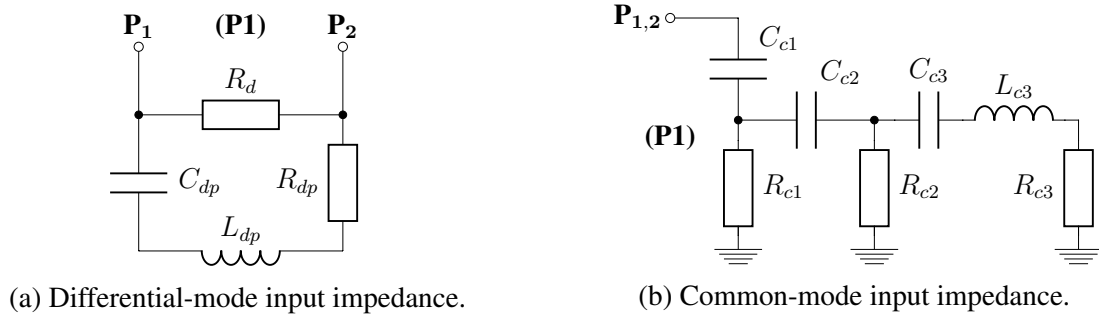 P1 (P1) P2
Rd
Cdp Rdp
Ldp
(a) Differential-mode input impedance.
P1,2
Cc1
Cc2 Cc3 Lc3
(P1)
Rc1 Rc2 Rc3
(b) Common-mode input impedance.